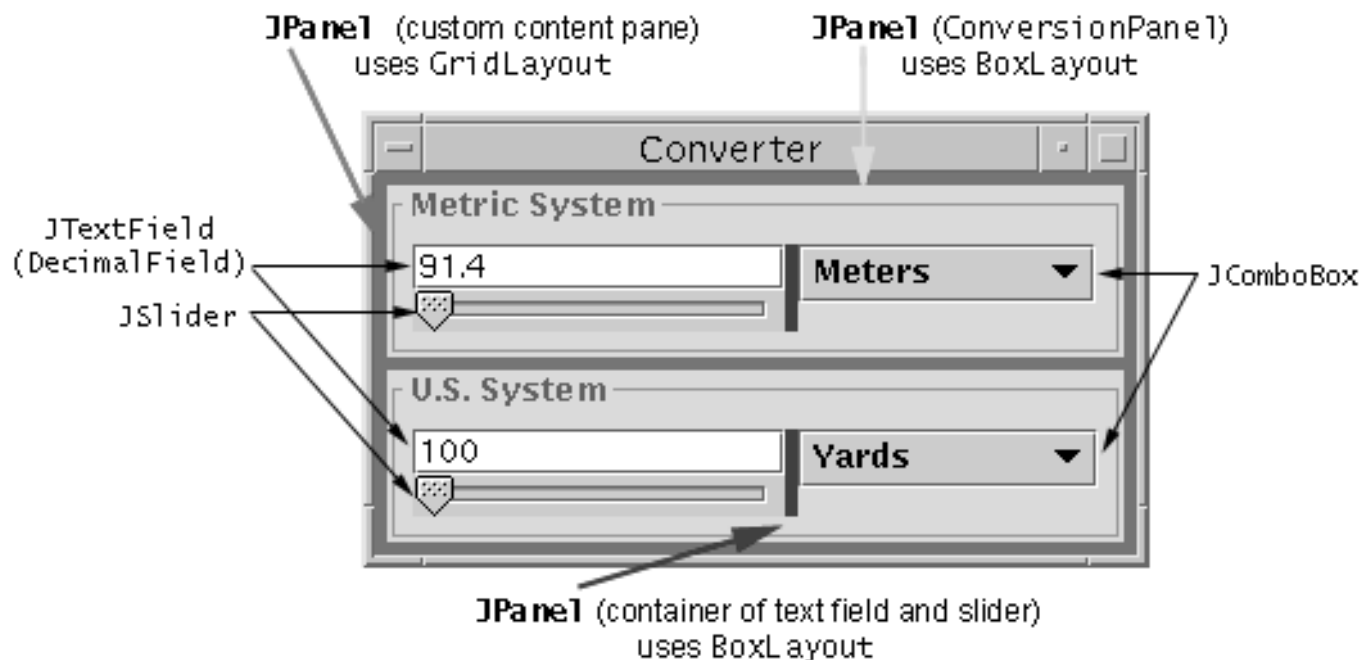 JPanel (custom content pane)
uses GridLayout
JPanel (ConversionPanel)
uses BoxLayout
Converter
Metric System
JTextField
(DecimalField)
91.4
Meters
JComboBox
JSlider
U.S. System
100
Yards
JPanel (container of text field and slider)
uses BoxLayout